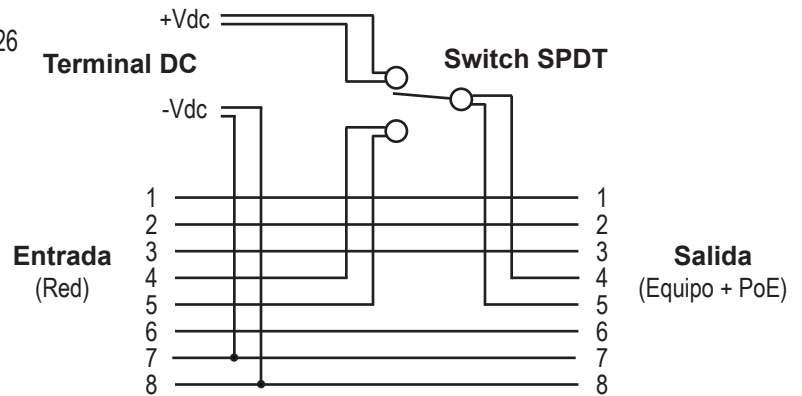 26
+Vdc
Terminal DC
Switch SPDT
-Vdc
1 1
2 2
3 3
4 4
5 5
6 6
7 7
8 8
Entrada
(Red)
Salida
(Equipo + PoE)